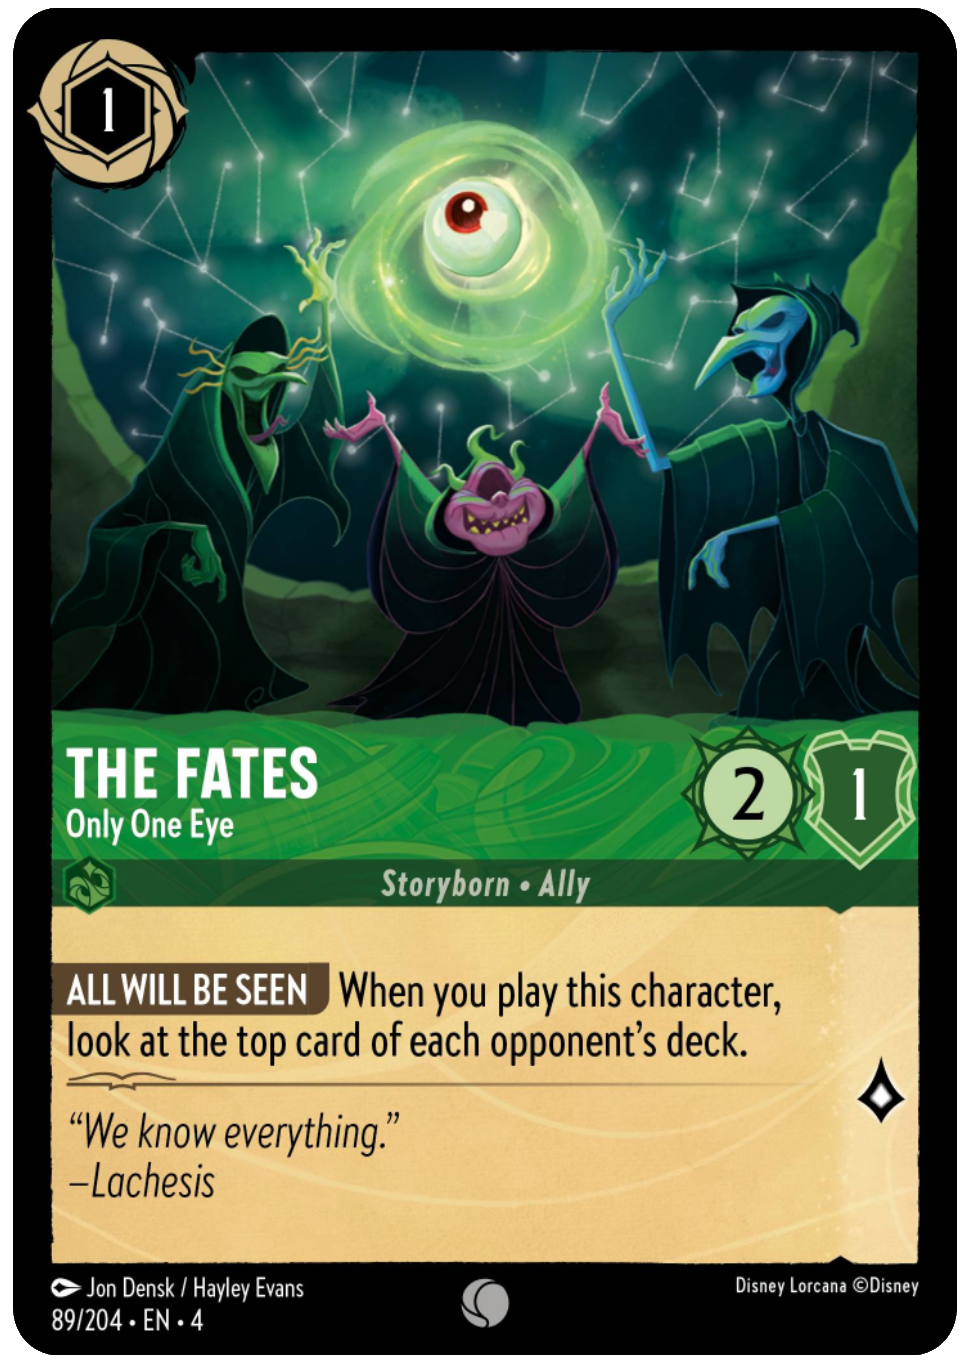 1
THE FATES
Only One Eye
2
1
Storyborn • Ally
ALL WILL BE SEEN When you play this character,
look at the top card of each opponent’s deck.
“We know everything.”
–Lachesis
Jon Densk / Hayley Evans
Disney Lorcana ©Disney
89/204 • EN • 4